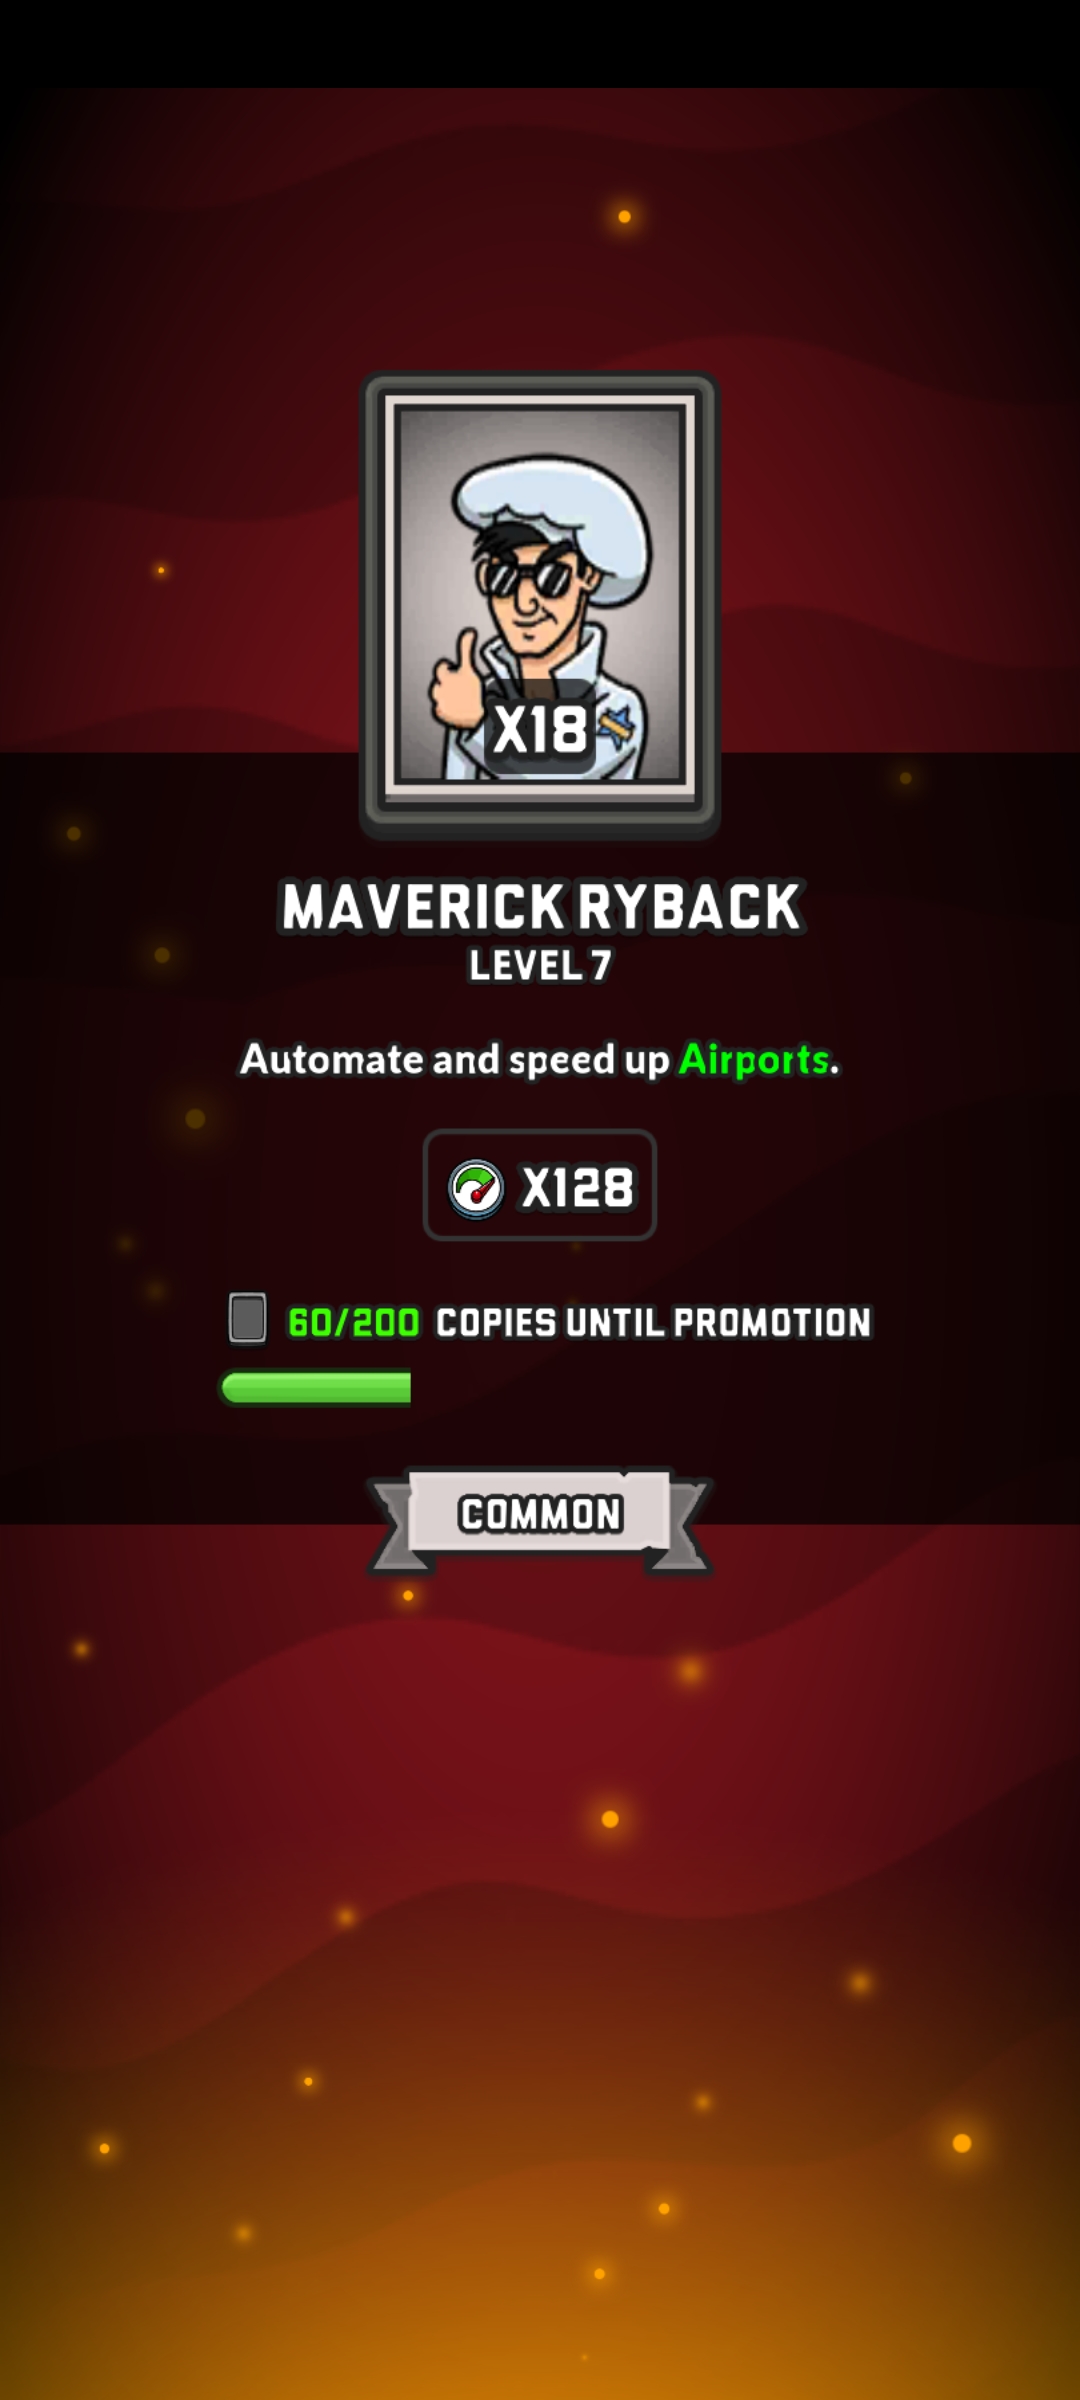 X18
MAVERICK RYBACK
LEVEL 7
Automate and speed up Airports.
X128
60/200 COPIES UNTIL PROMOTION
COMMON